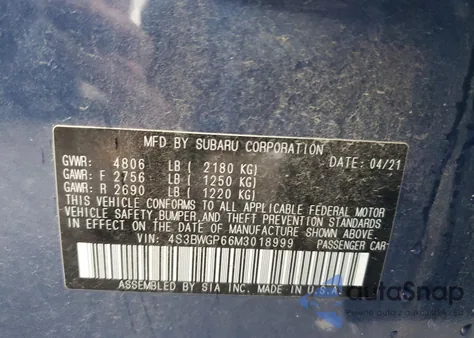 MFD BY SUBARU CORPORATION
GVWR: 4806 LB ( 2180 KG) DATE: 04/21
GAWR: F 2756 LB ( 1250 KG)
GAWR: R 2690 LB ( 1220 KG)
THIS VEHICLE CONFORMS TO ALL APPLICABLE FEDERAL MOTOR
VEHICLE SAFETY, BUMPER, AND THEFT PREVENTION STANDARDS
IN EFFECT ON THE DATE OF MANUFACTURE SHOWN ABOVE.
VIN: 4S3BWGP66M3018999 PASSENGER CAR
ASSEMBLED BY SIA INC. MADE IN U.S.A.
autoSnap
Pewne auto z